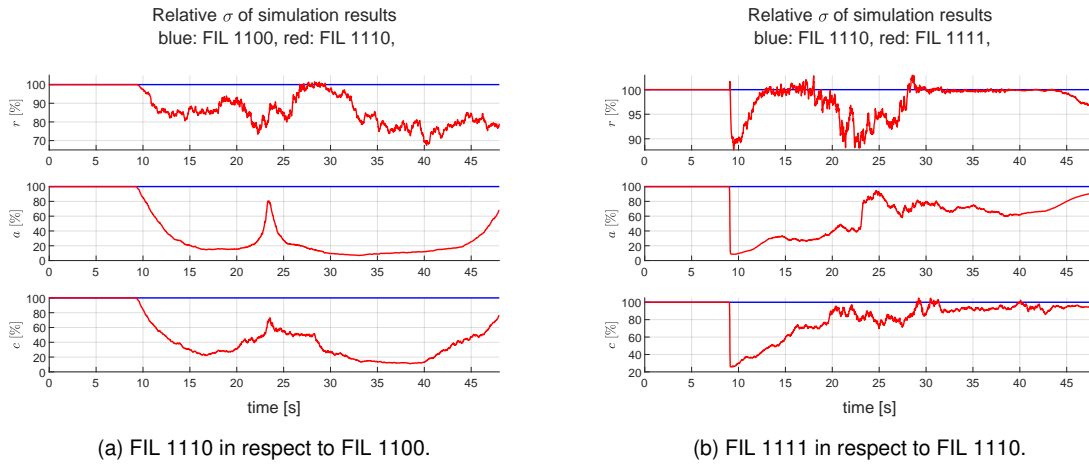 Relative σ of simulation results
blue: FIL 1100, red: FIL 1110,
100
90
80
70
r [%]
0 5 10 15 20 25 30 35 40 45
100
80
60
40
20
0
a [%]
0 5 10 15 20 25 30 35 40 45
100
80
60
40
20
0
c [%]
0 5 10 15 20 25 30 35 40 45
time [s]
(a) FIL 1110 in respect to FIL 1100.
Relative σ of simulation results
blue: FIL 1110, red: FIL 1111,
100
95
90
r [%]
0 5 10 15 20 25 30 35 40 45
100
80
60
40
20
0
a [%]
0 5 10 15 20 25 30 35 40 45
100
80
60
40
20
c [%]
0 5 10 15 20 25 30 35 40 45
time [s]
(b) FIL 1111 in respect to FIL 1110.